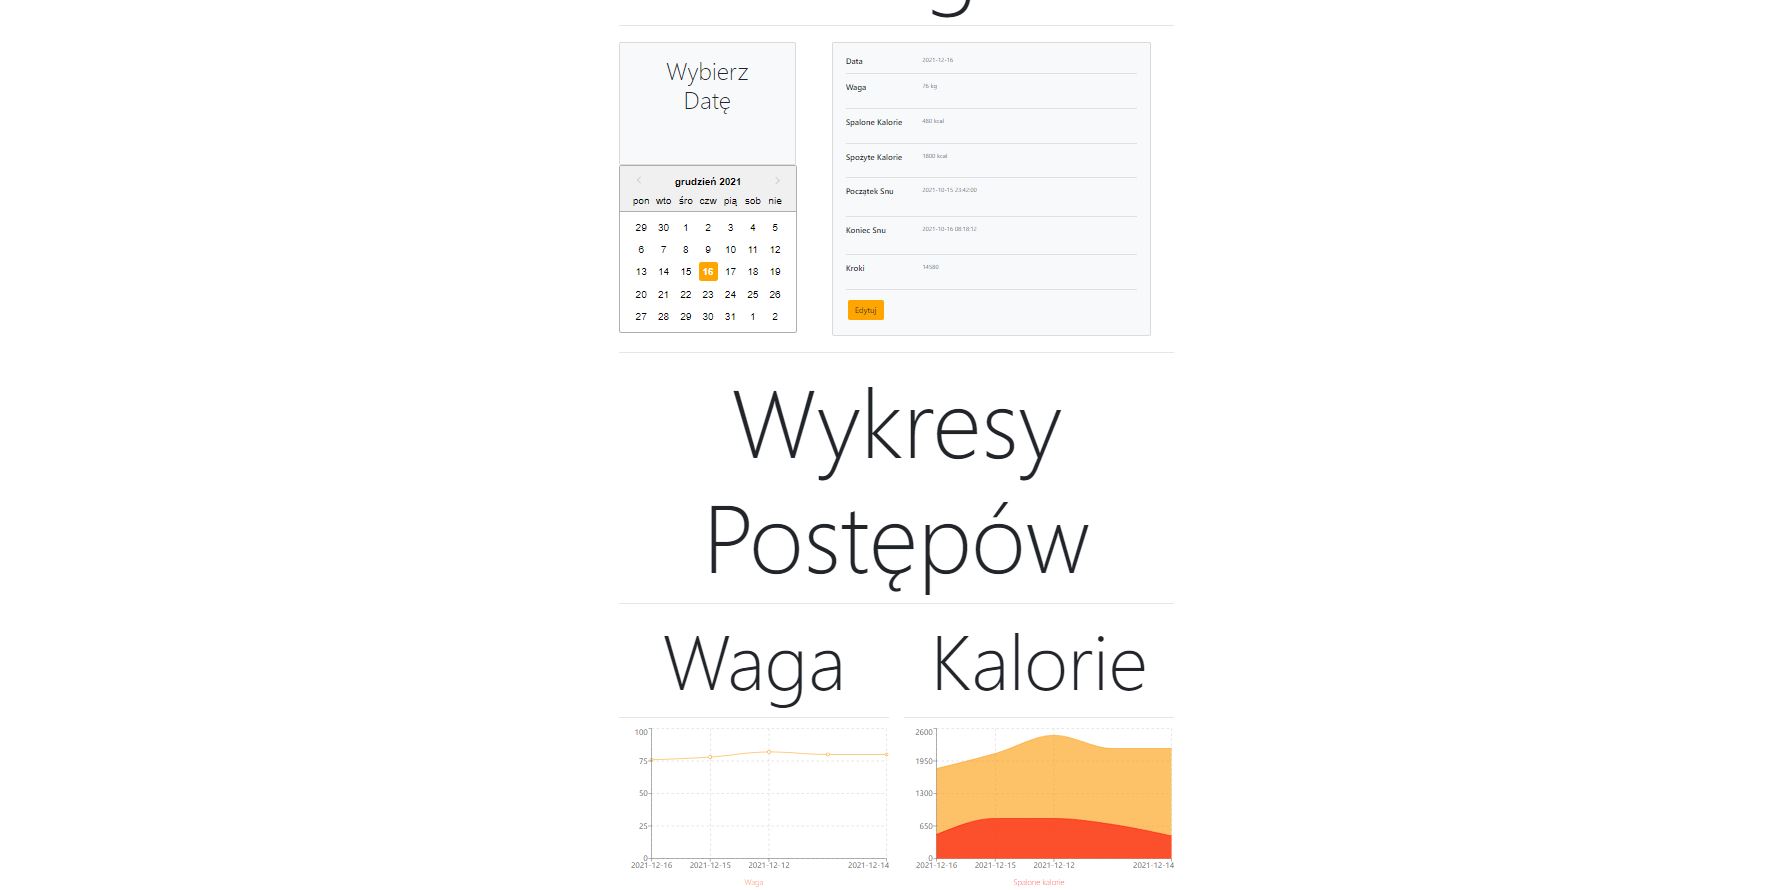 Wybierz
Datę
grudzień 2021
pon wto śro czw pią sob nie
29 30 1 2 3 4 5
6 7 8 9 10 11 12
13 14 15 16 17 18 19
20 21 22 23 24 25 26
27 28 29 30 31 1 2
Data 2021-12-16
Waga 76 kg
Spalone Kalorie 480 kcal
Spożyte Kalorie 1800 kcal
Początek Snu 2021-10-15 23:42:00
Koniec Snu 2021-10-16 08:18:12
Kroki 14580
Edytuj
Wykresy
Postępów
Waga
100
75
50
25
0
2021-12-16 2021-12-15 2021-12-12 2021-12-14
Waga
Kalorie
2600
1950
1300
650
0
2021-12-16 2021-12-15 2021-12-12 2021-12-14
Spalone kalorie